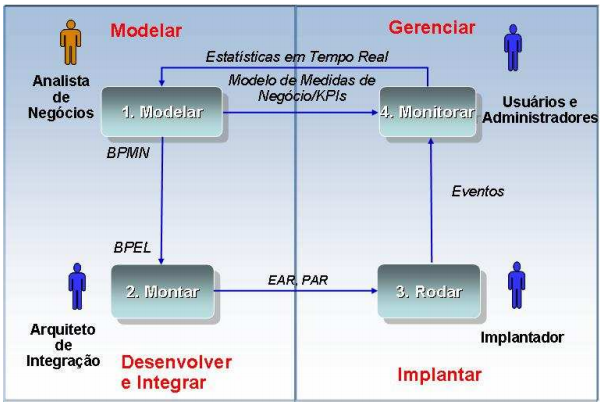 Modelar
Gerenciar
Estatísticas em Tempo Real
Analista
de
Negócios
Modelo de Medidas de
Negócio/KPIs
Usuários e
Administradores
1. Modelar
4. Monitorar
BPMN
Eventos
BPEL
2. Montar
EAR, PAR
3. Rodar
Arquiteto
de
Integração
Implantador
Desenvolver
e Integrar
Implantar